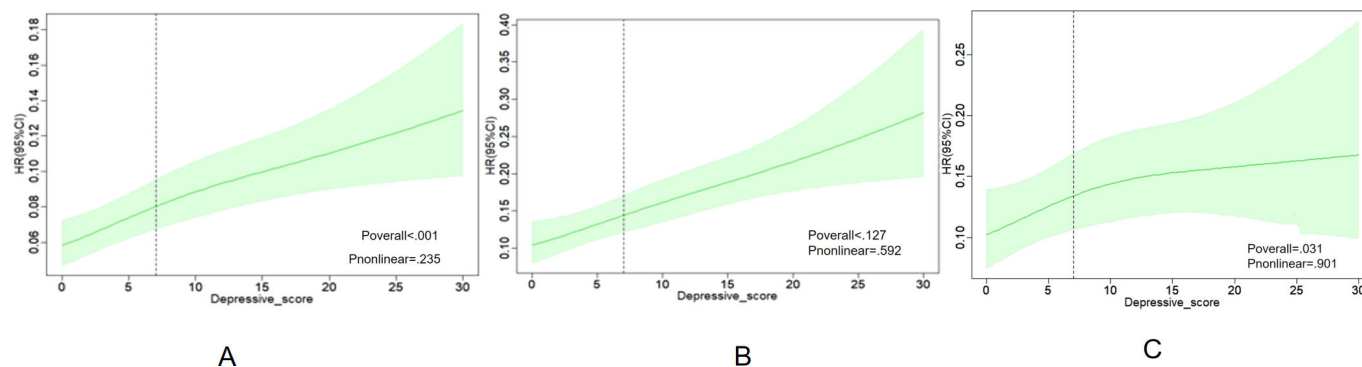 HR(95%CI)
0.18
0.16
0.14
0.12
0.10
0.08
0.06
Poverall<.001
Pnonlinear=.235
0 5 10 15 20 25 30
Depressive_score
A
HR(95%CI)
0.40
0.35
0.30
0.25
0.20
0.15
0.10
Poverall<.127
Pnonlinear=.592
0 5 10 15 20 25 30
Depressive_score
B
HR(95%CI)
0.25
0.20
0.15
0.10
Poverall=.031
Pnonlinear=.901
0 5 10 15 20 25 30
Depressive_score
C